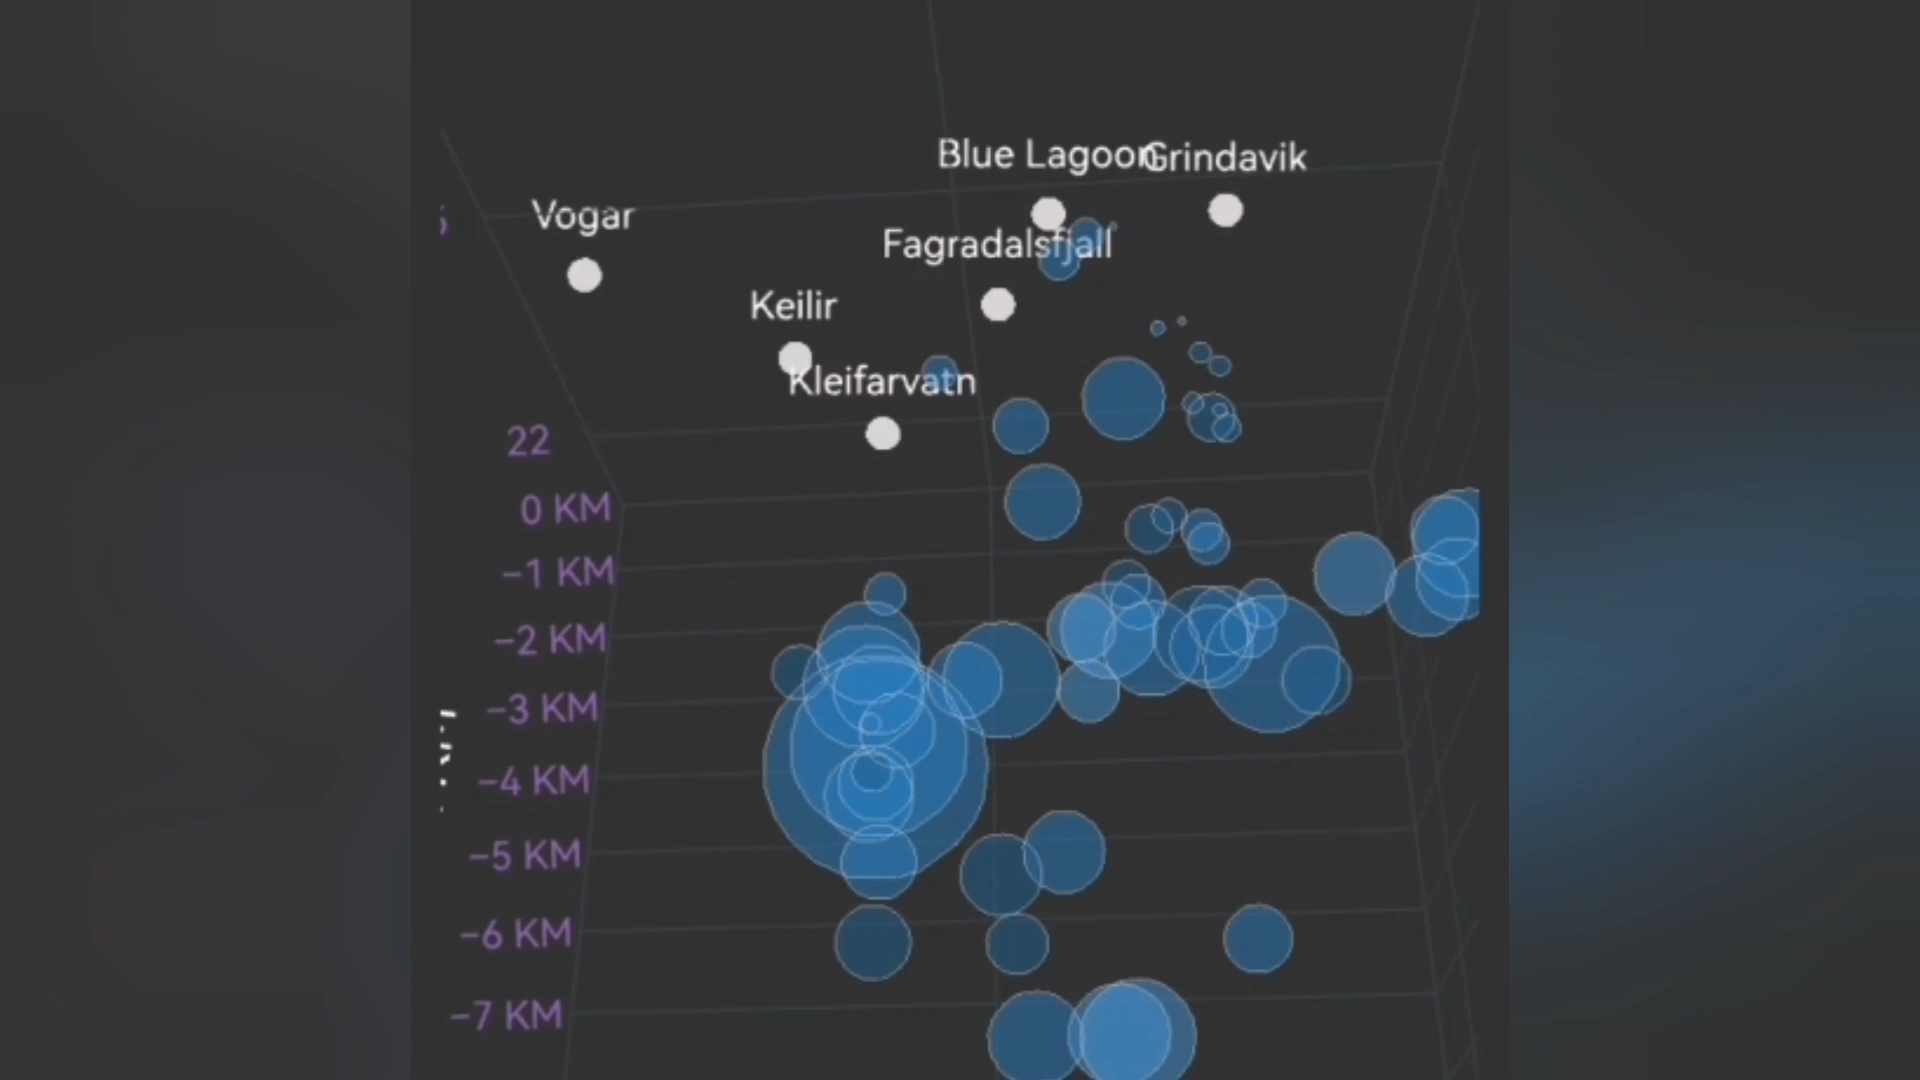 Blue Lagoon
Grindavik
Vogar
Fagradalsfjall
Keilir
Kleifarvatn
22
0 KM
−1 KM
−2 KM
−3 KM
−4 KM
−5 KM
−6 KM
−7 KM